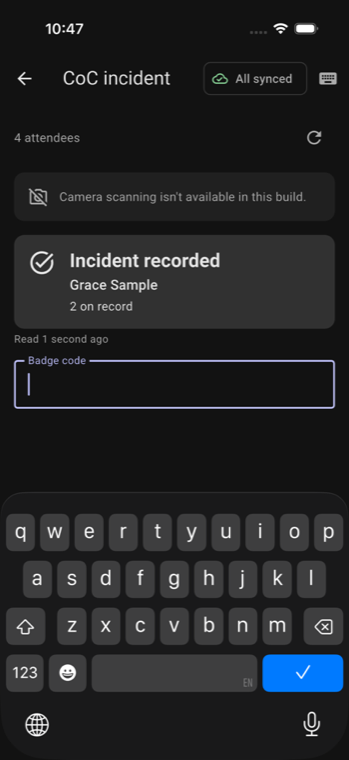 10:47
CoC incident
All synced
4 attendees
Camera scanning isn't available in this build.
Incident recorded
Grace Sample
2 on record
Read 1 second ago
Badge code
q w e r t y u i o p
a s d f g h j k l
z x c v b n m
123
EN